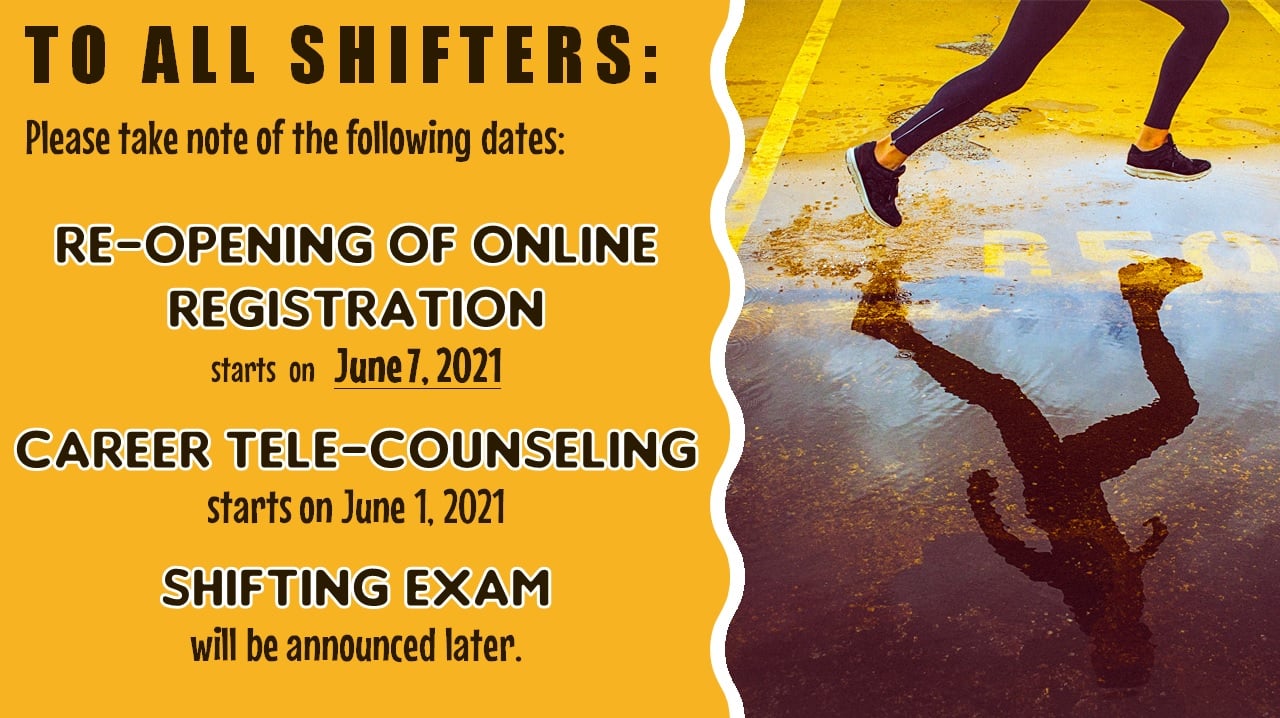 TO ALL SHIFTERS:
Please take note of the following dates:
RE-OPENING OF ONLINE
REGISTRATION
starts on June 7, 2021
CAREER TELE-COUNSELING
starts on June 1, 2021
SHIFTING EXAM
will be announced later.